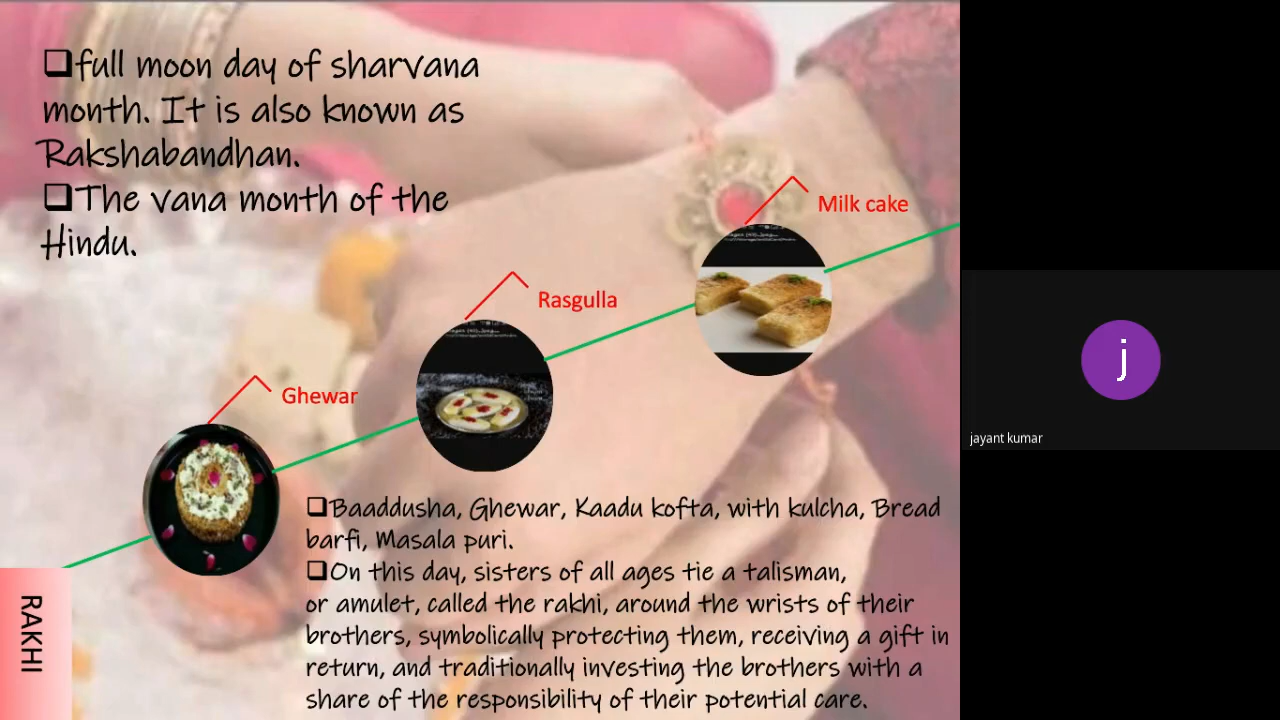 ❑full moon day of sharvana
month. It is also known as
Rakshabandhan.
❑The vana month of the
Hindu.
Milk cake
Rasgulla
Ghewar
❑Baaddusha, Ghewar, Kaadu kofta, with kulcha, Bread
barfi, Masala puri.
❑On this day, sisters of all ages tie a talisman,
or amulet, called the rakhi, around the wrists of their
brothers, symbolically protecting them, receiving a gift in
return, and traditionally investing the brothers with a
share of the responsibility of their potential care.
RAKHI
j
jayant kumar